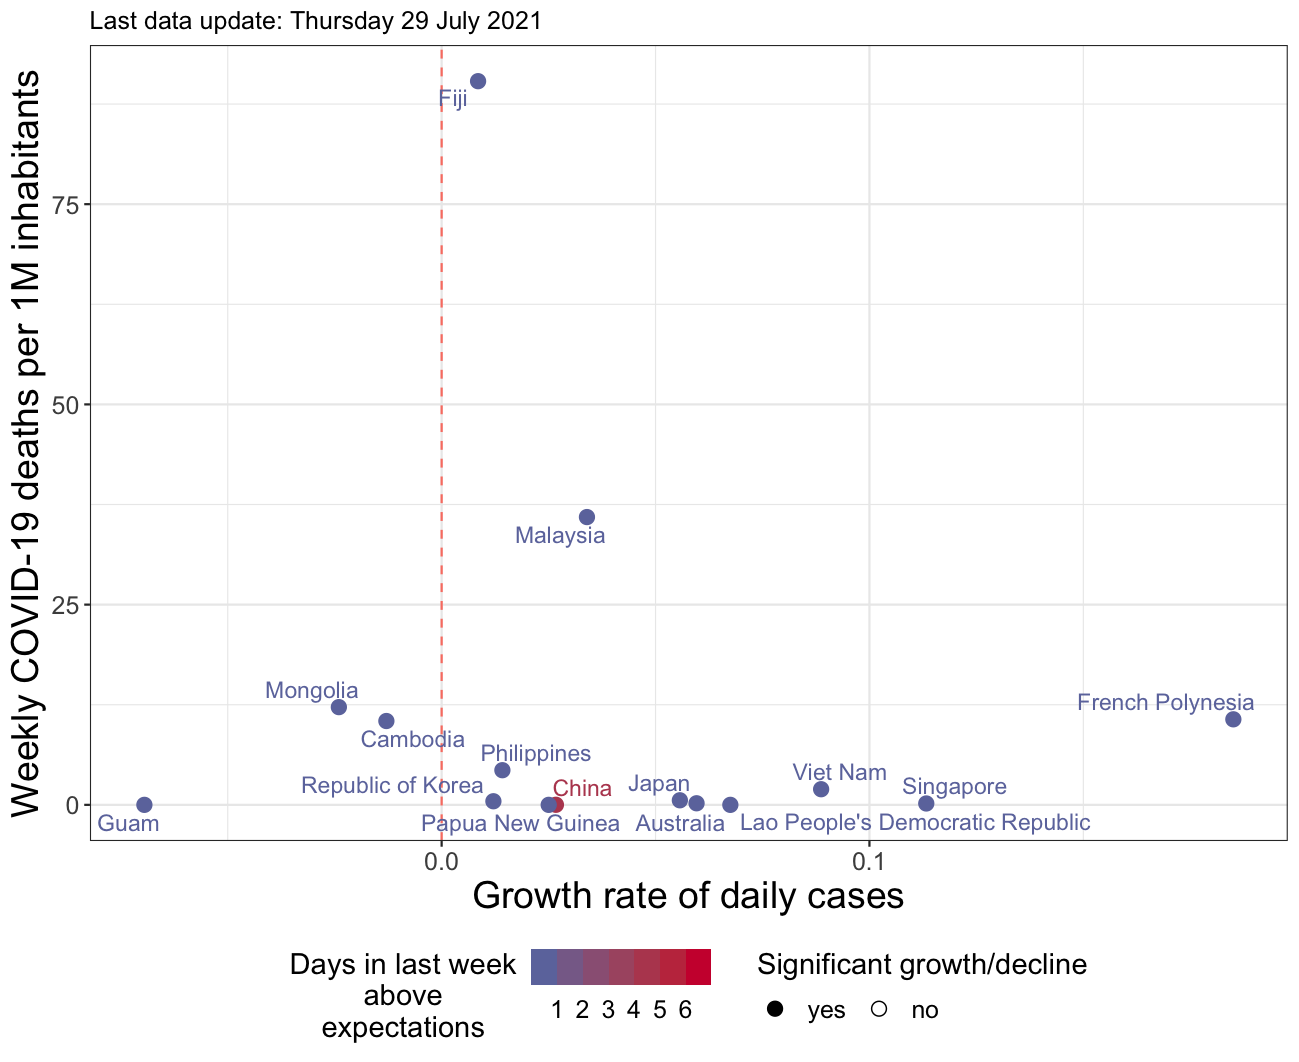 Last data update: Thursday 29 July 2021
Weekly COVID-19 deaths per 1M inhabitants
75
50
25
0
Fiji
Malaysia
Mongolia
French Polynesia
Cambodia
Philippines
Viet Nam
Republic of Korea
China
Japan
Singapore
Guam
Papua New Guinea
Australia
Lao People's Democratic Republic
0.0
0.1
Growth rate of daily cases
Days in last week
above
expectations
1 2 3 4 5 6
Significant growth/decline
yes no